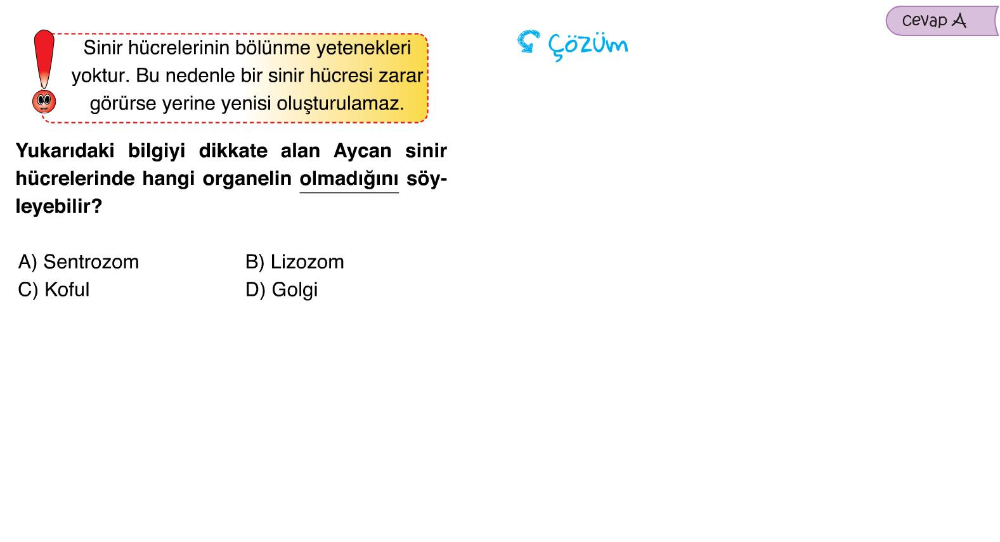 Sinir hücrelerinin bölünme yetenekleri
yoktur. Bu nedenle bir sinir hücresi zarar
görürse yerine yenisi oluşturulamaz.
Yukarıdaki bilgiyi dikkate alan Aycan sinir
hücrelerinde hangi organelin olmadığını söy-
leyebilir?
A) Sentrozom
B) Lizozom
C) Koful
D) Golgi
Çözüm
Cevap A